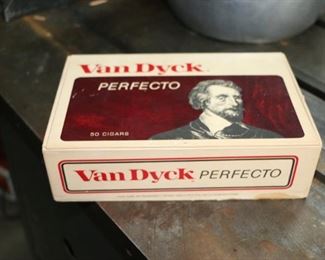 Van Dyck
PERFECTO
50 CIGARS
Van Dyck PERFECTO